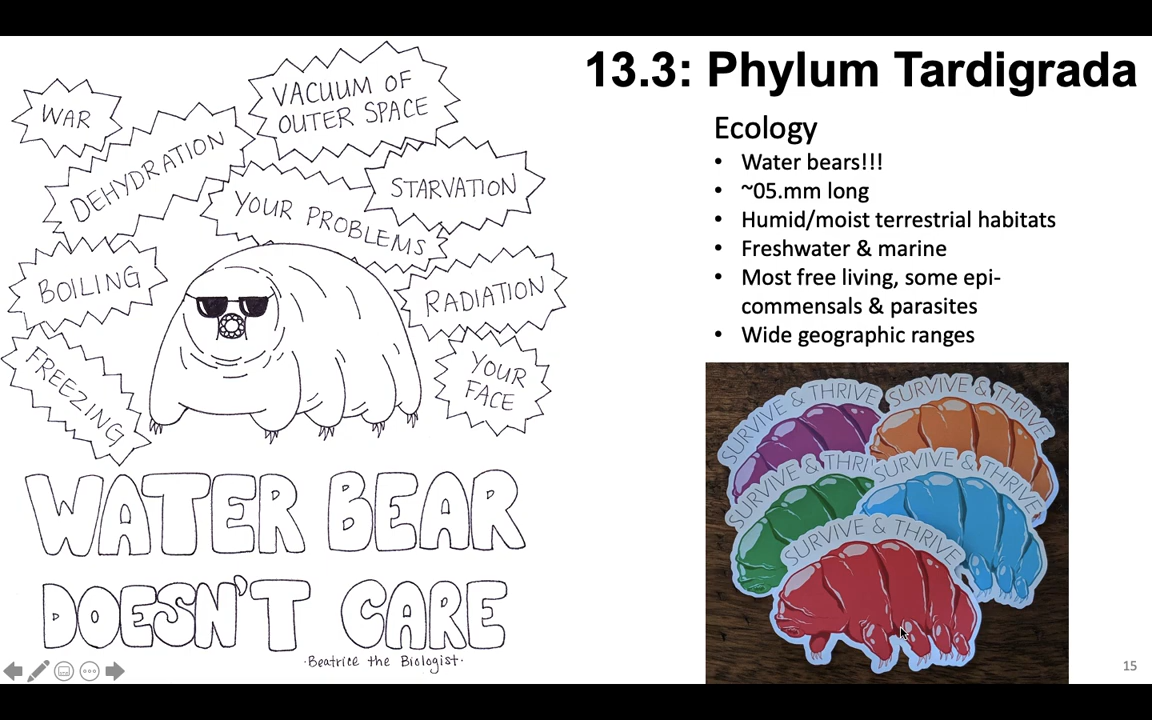 13.3: Phylum Tardigrada
WAR
VACUUM OF
OUTER SPACE
DEHYDRATION
STARVATION
YOUR PROBLEMS
BOILING
RADIATION
FREEZING
YOUR
FACE
WATER BEAR
DOESN'T CARE
·Beatrice the Biologist·
Ecology
• Water bears!!!
• ~05.mm long
• Humid/moist terrestrial habitats
• Freshwater & marine
• Most free living, some epi-
commensals & parasites
• Wide geographic ranges
SURVIVE & THRIVE
SURVIVE & THRIVE
SURVIVE & THRI
SURVIVE & THRIVE
SURVIVE & THRIVE
15